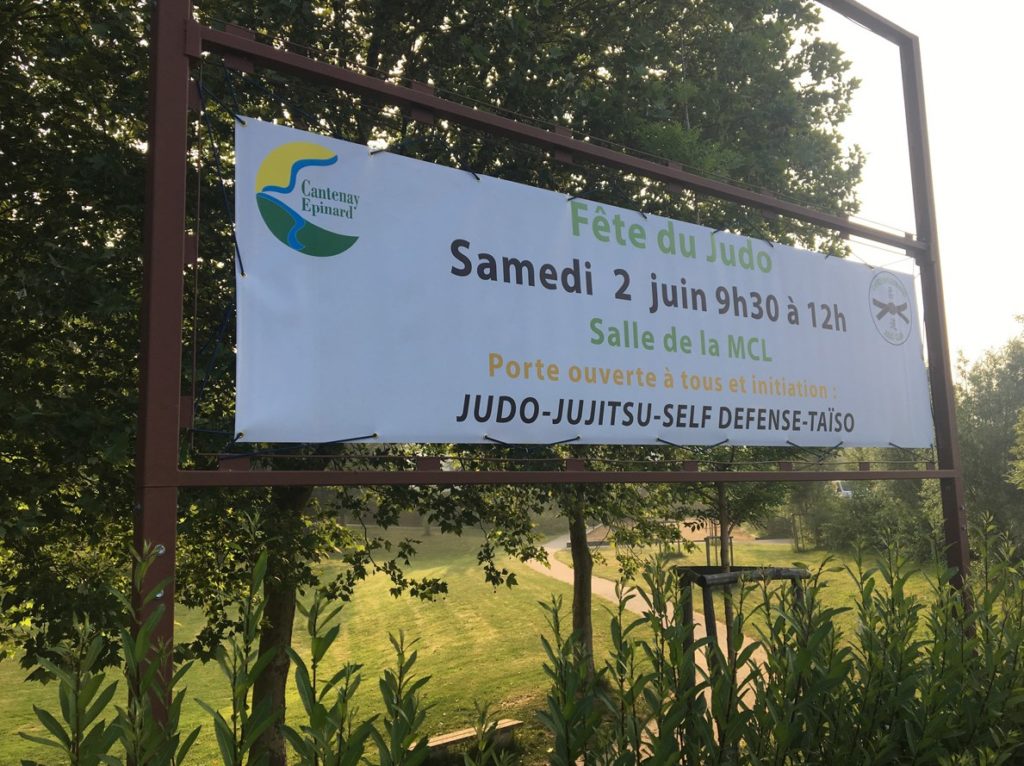 Cantenay
Epinard
Fête du Judo
Samedi 2 juin 9h30 à 12h
Salle de la MCL
Porte ouverte à tous et initiation :
JUDO-JUJITSU-SELF DEFENSE-TAÏSO